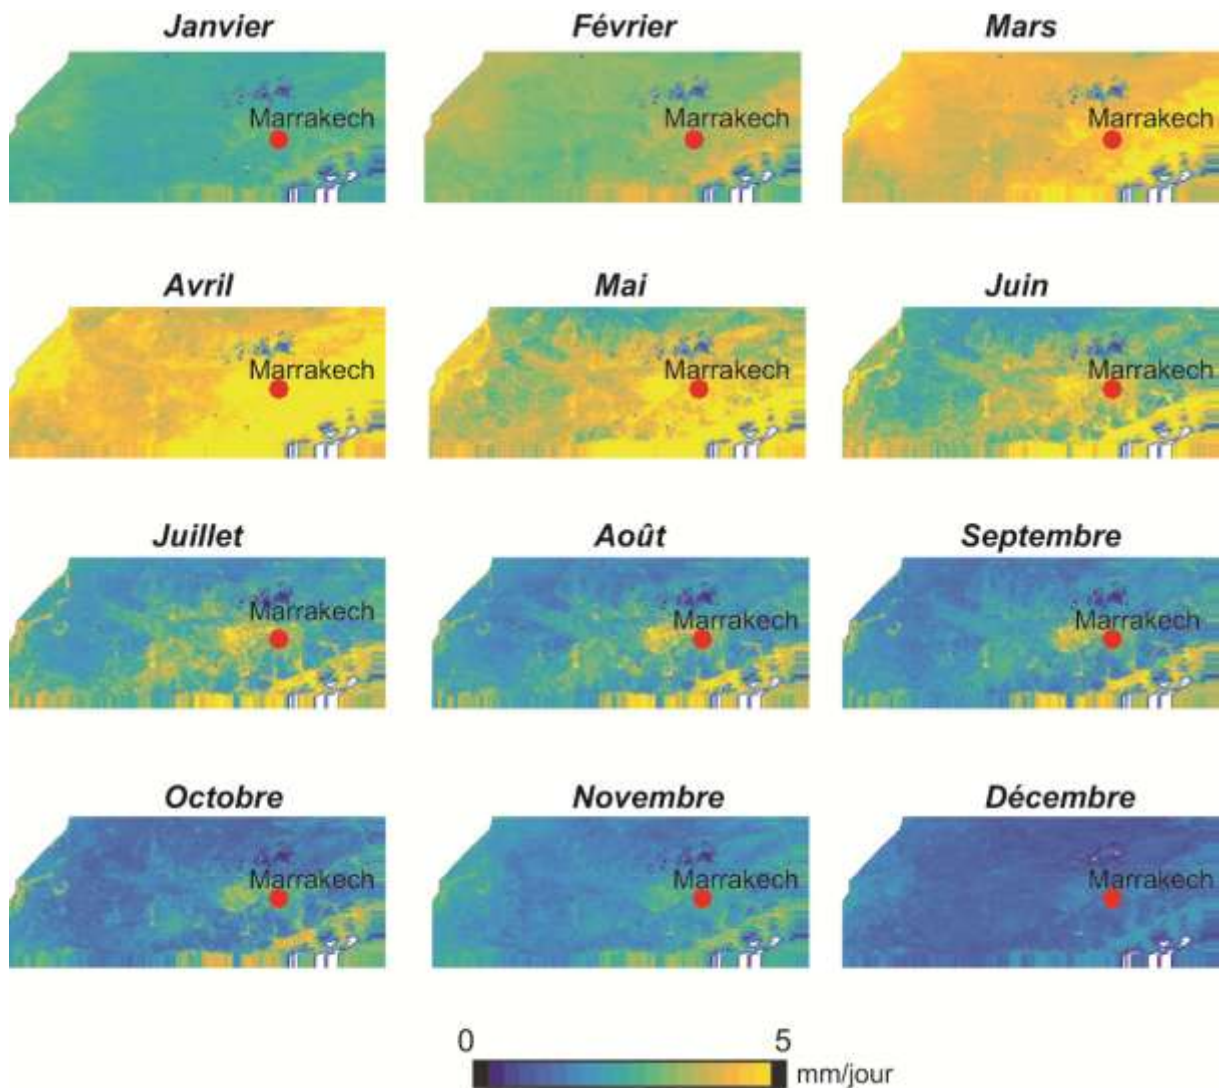 Janvier
Février
Mars
Marrakech
Marrakech
Marrakech
Avril
Mai
Juin
Marrakech
Marrakech
Marrakech
Juillet
Août
Septembre
Marrakech
Marrakech
Marrakech
Octobre
Novembre
Décembre
Marrakech
Marrakech
Marrakech
0
5
mm/jour